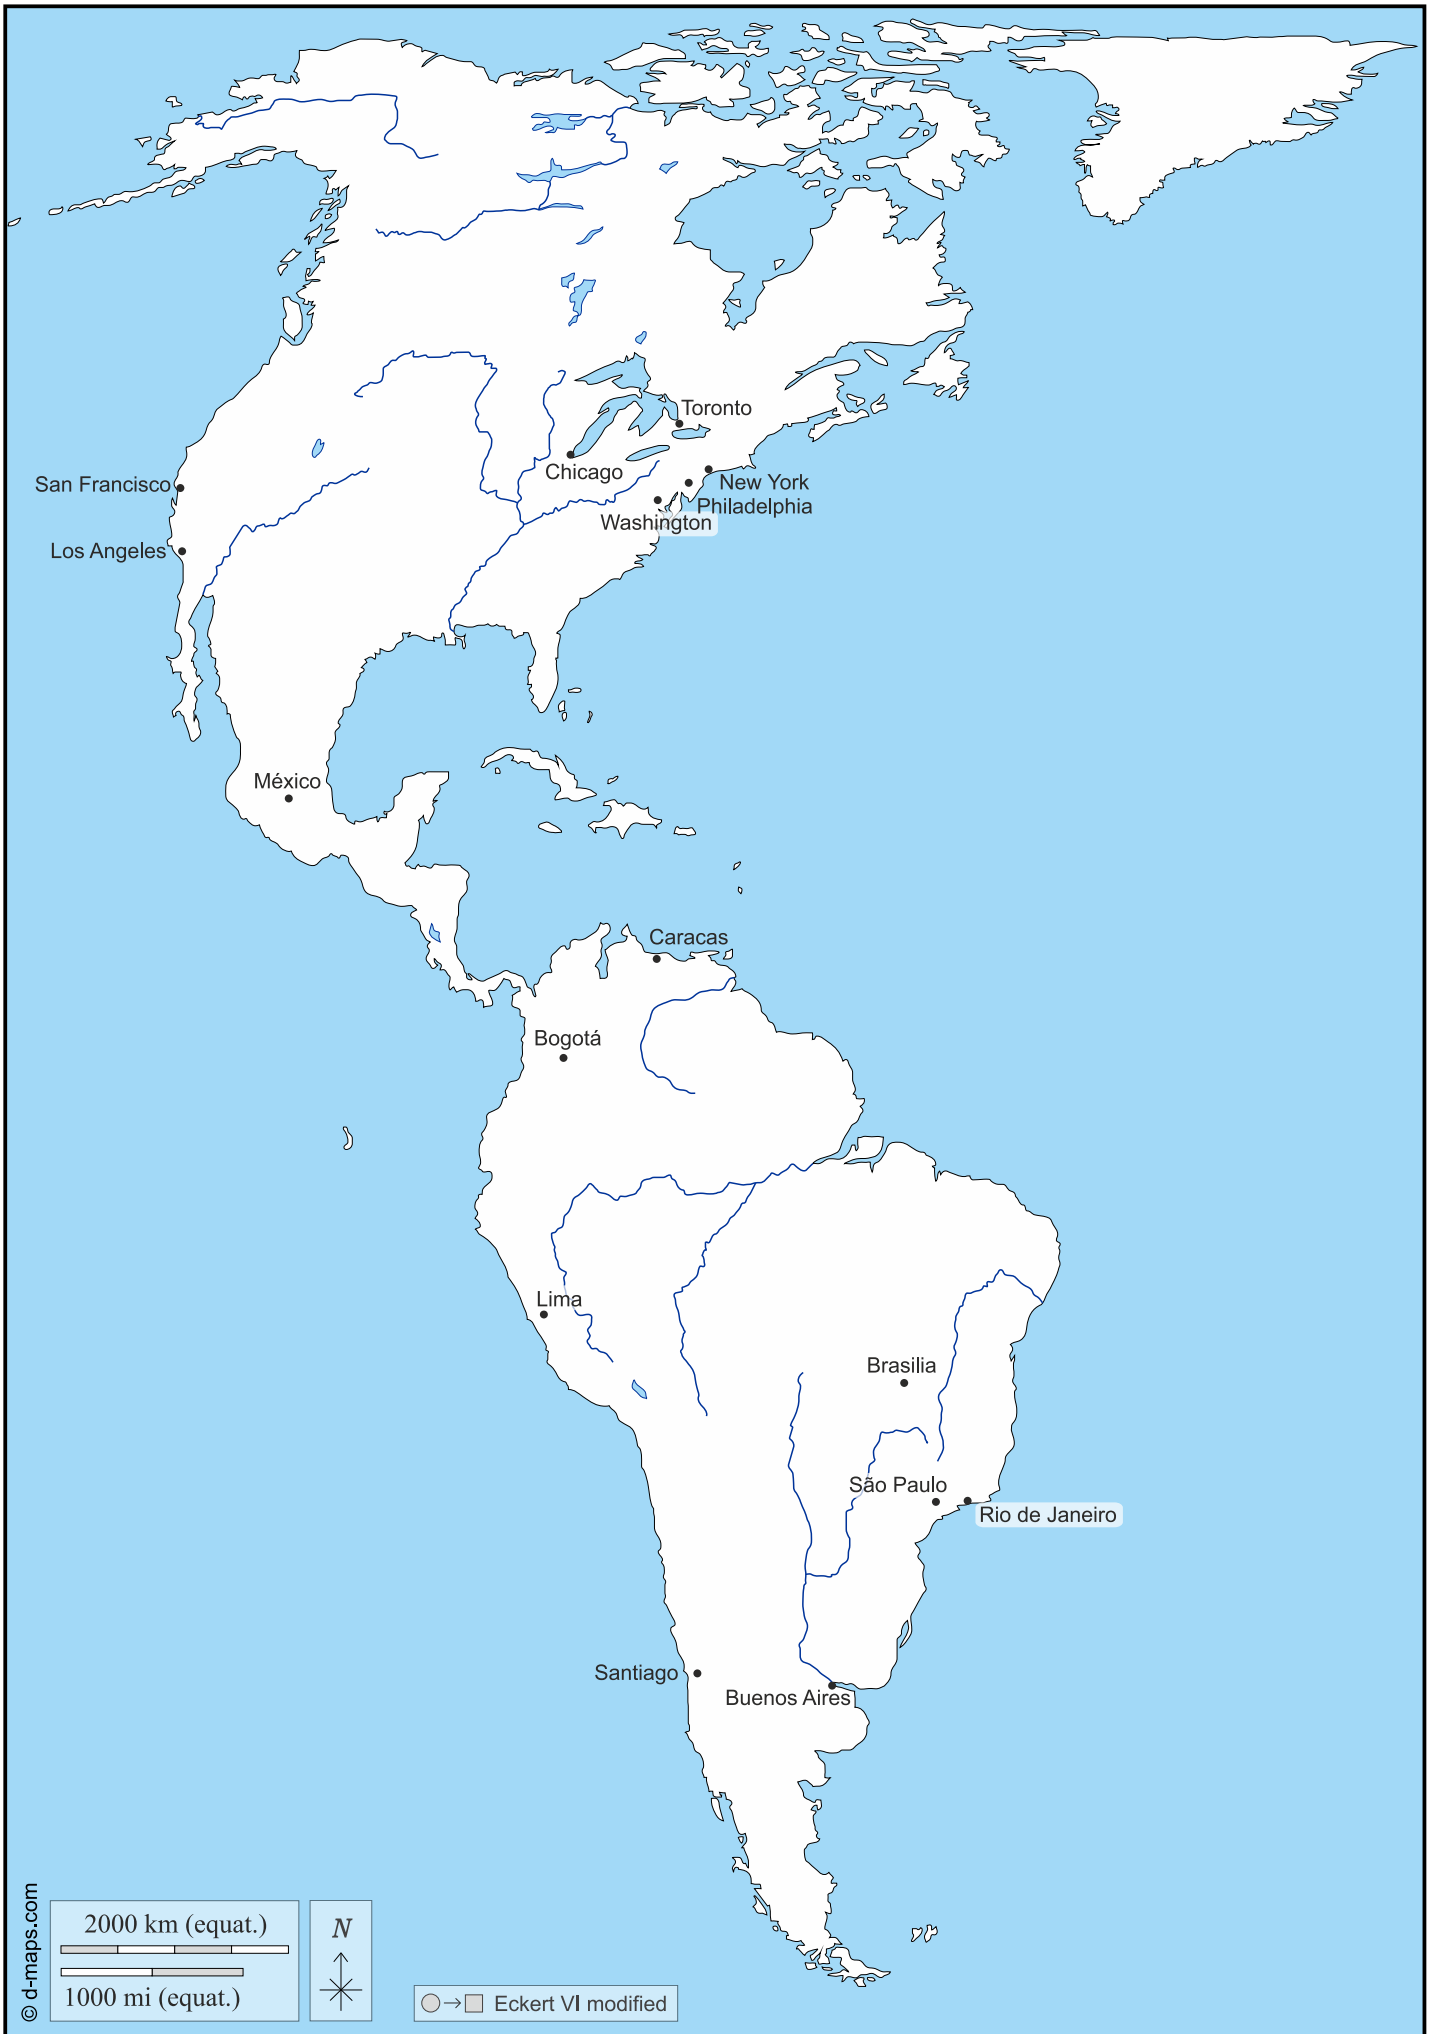 Toronto
Chicago
San Francisco
New York
Philadelphia
Washington
Los Angeles
México
Caracas
Bogotá
Lima
Brasilia
São Paulo
Rio de Janeiro
Santiago
Buenos Aires
© d-maps.com
2000 km (equat.)
1000 mi (equat.)
N
Eckert VI modified